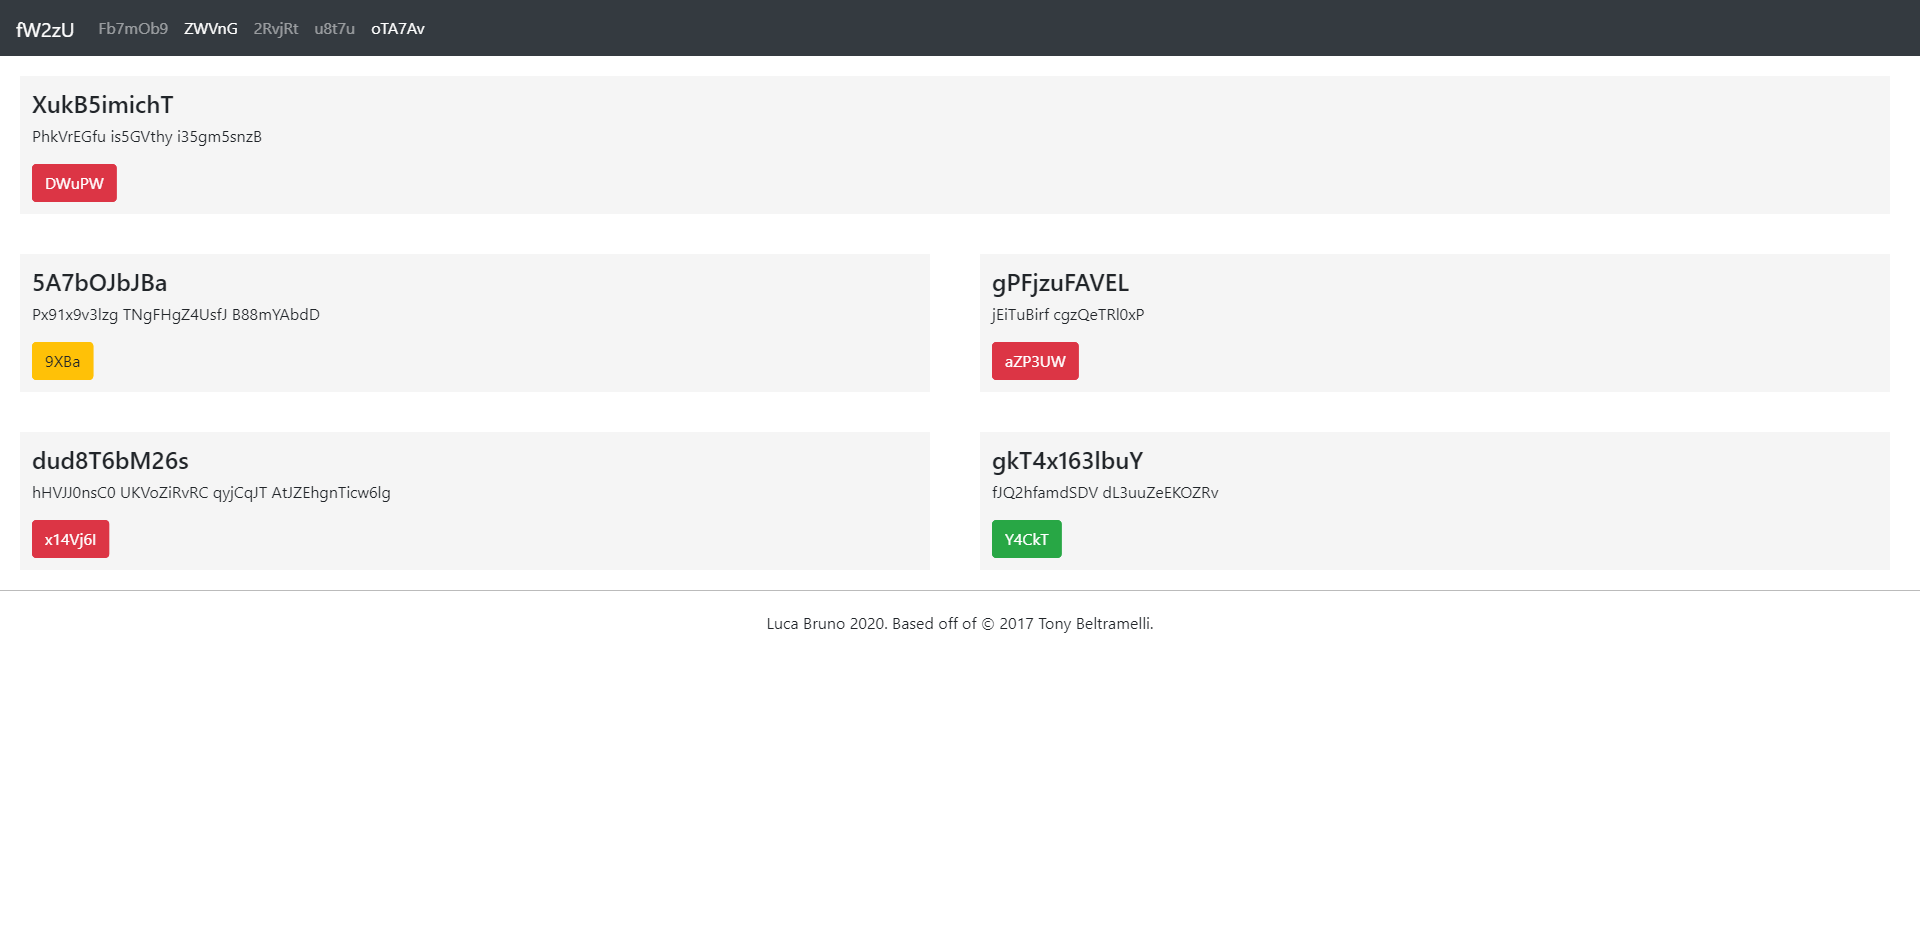 fW2zU Fb7mOb9 ZWVnG 2RvjRt u8t7u oTA7Av
XukB5imichT
PhkVrEGfu is5GVthy i35gm5snzB
DWuPW
5A7bOJbJBa
Px91x9v3lzg TNgFHgZ4UsfJ B88mYAbdD
9XBa
gPFjzuFAVEL
jEiTuBirf cgzQeTRl0xP
aZP3UW
dud8T6bM26s
hHVJJ0nsC0 UKVoZiRvRC qyjCqJT AtJZEhgnTicw6lg
x14Vj6I
gkT4x163lbuY
fJQ2hfamdSDV dL3uuZeEKOZRv
Y4CkT
Luca Bruno 2020. Based off of © 2017 Tony Beltramelli.